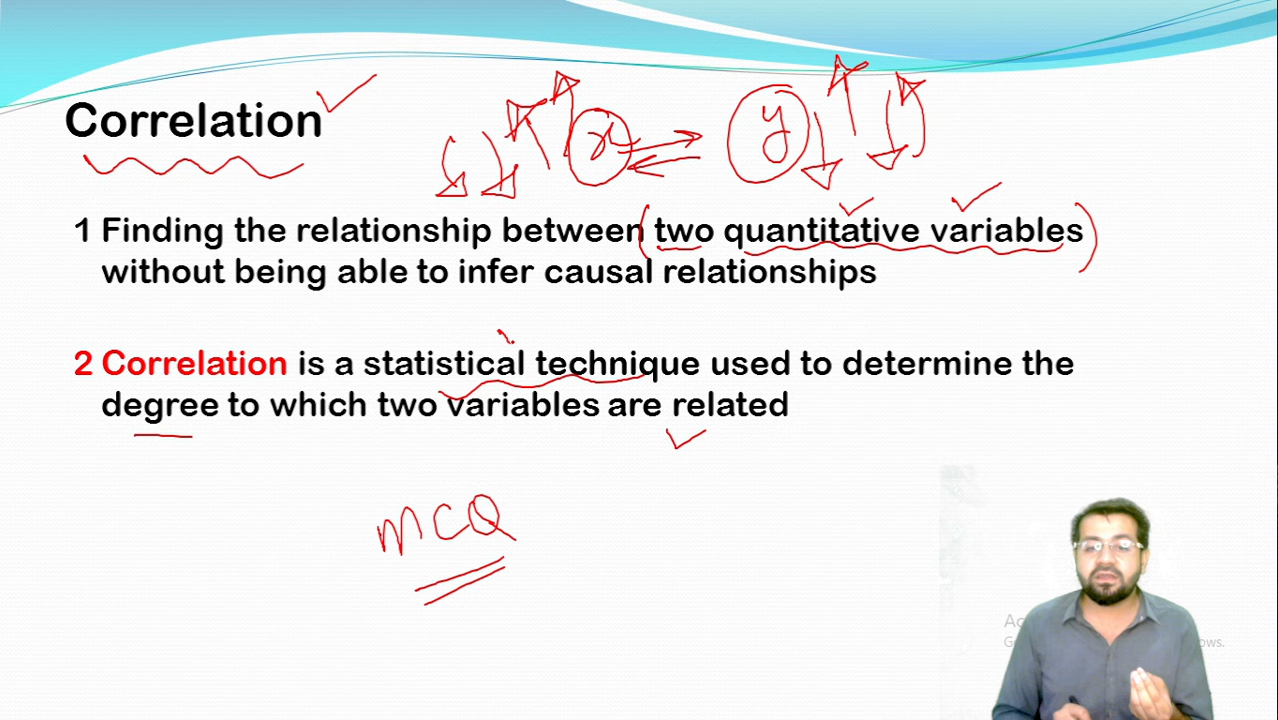 Correlation
x y
1 Finding the relationship between (two quantitative variables)
without being able to infer causal relationships
2 Correlation is a statistical technique used to determine the
degree to which two variables are related
MCQ